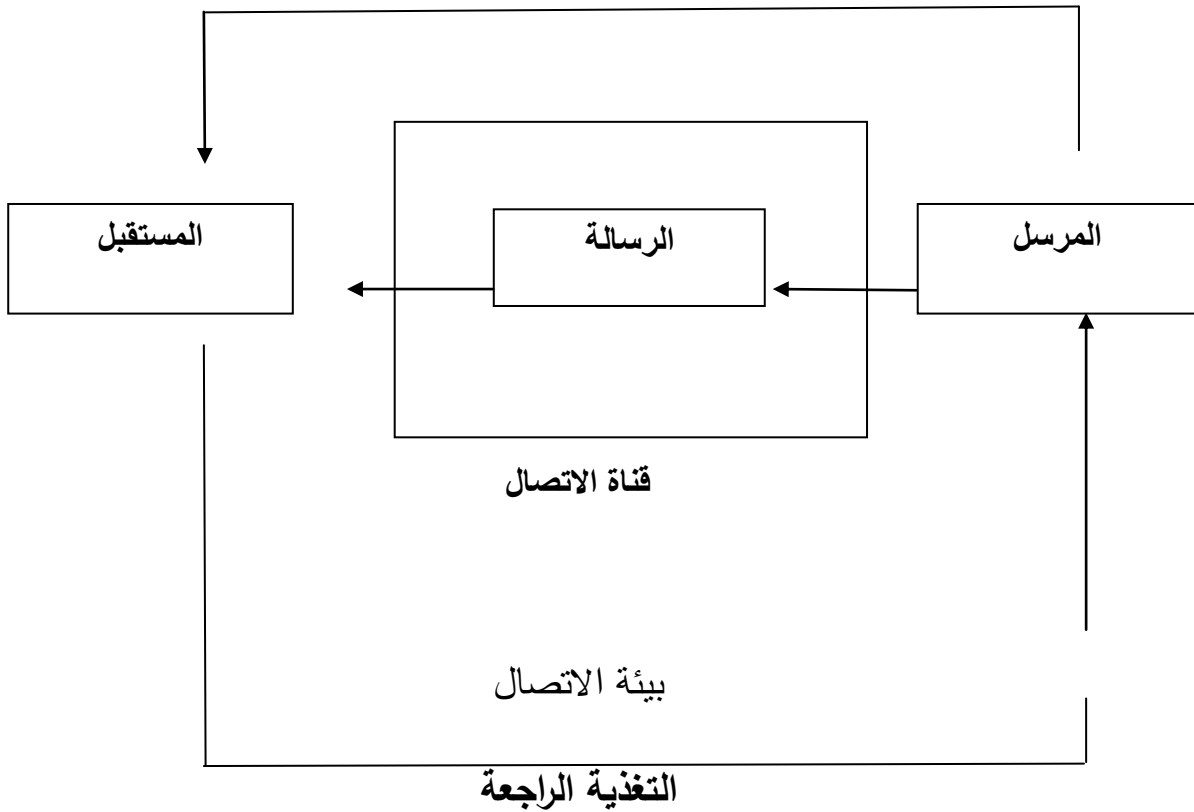 المرسل
الرسالة
المستقبل
قناة الاتصال
بيئة الاتصال
التغذية الراجعة